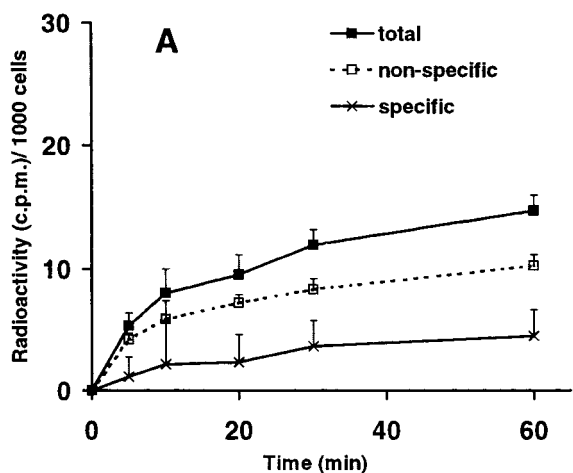 A
total
non-specific
specific
Radioactivity (c.p.m.)/ 1000 cells
30
20
10
0
0
20
40
60
Time (min)